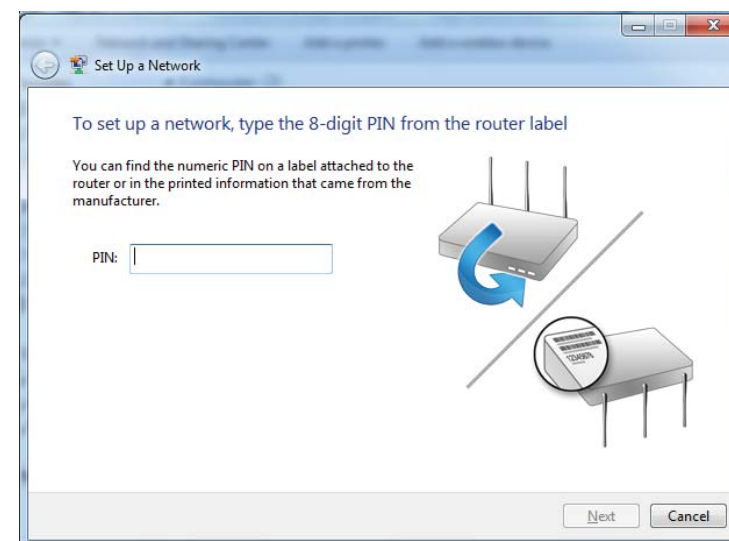 Set Up a Network
To set up a network, type the 8-digit PIN from the router label
You can find the numeric PIN on a label attached to the
router or in the printed information that came from the
manufacturer.
PIN:
12345678
Next
Cancel